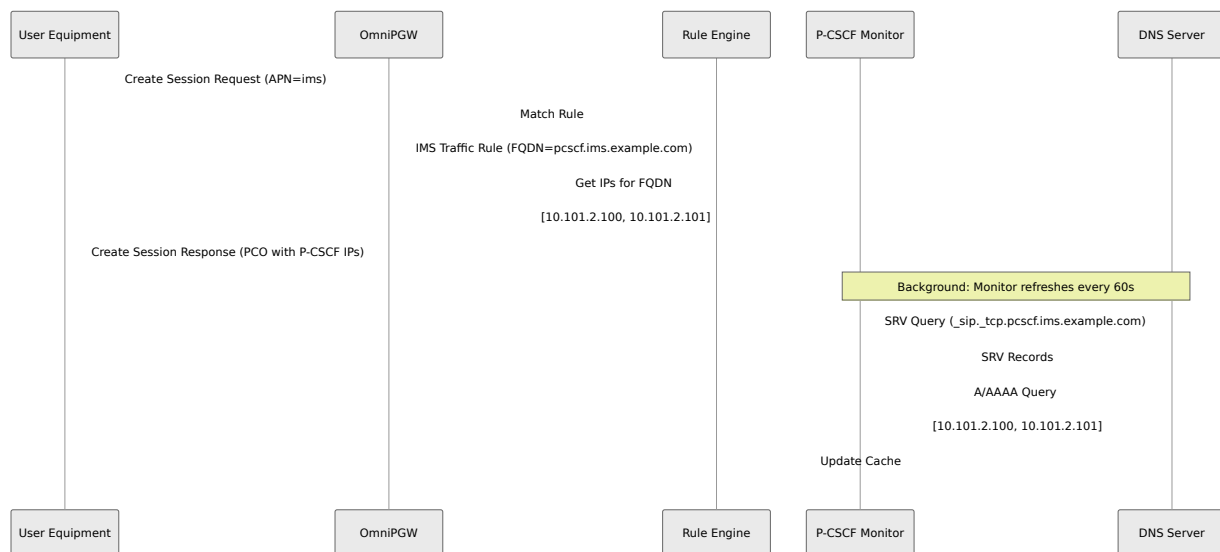 User Equipment
OmniPGW
Rule Engine
P-CSCF Monitor
DNS Server
Create Session Request (APN=ims)
Match Rule
IMS Traffic Rule (FQDN=pcscf.ims.example.com)
Get IPs for FQDN
[10.101.2.100, 10.101.2.101]
Create Session Response (PCO with P-CSCF IPs)
Background: Monitor refreshes every 60s
SRV Query (_sip._tcp.pcscf.ims.example.com)
SRV Records
A/AAAA Query
[10.101.2.100, 10.101.2.101]
Update Cache
User Equipment
OmniPGW
Rule Engine
P-CSCF Monitor
DNS Server